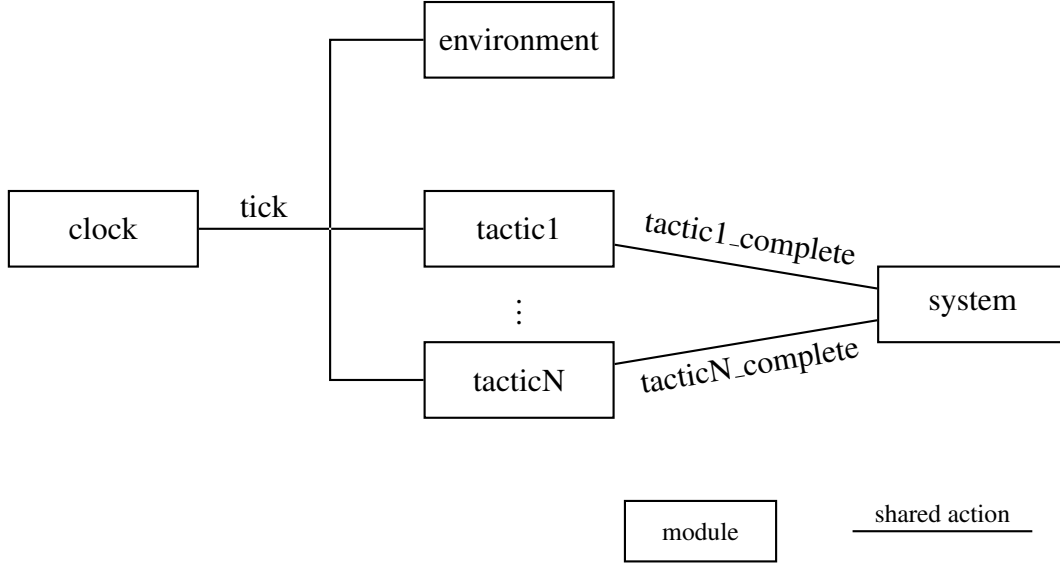 environment
clock
tick
tactic1
tactic1_complete
system
⋮
tacticN
tacticN_complete
module
shared action